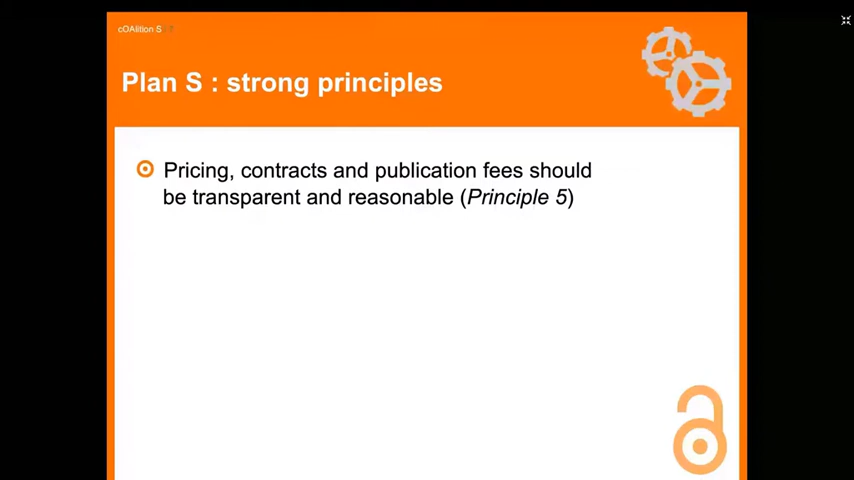 cOAlition S
Plan S : strong principles
Pricing, contracts and publication fees should
be transparent and reasonable (Principle 5)